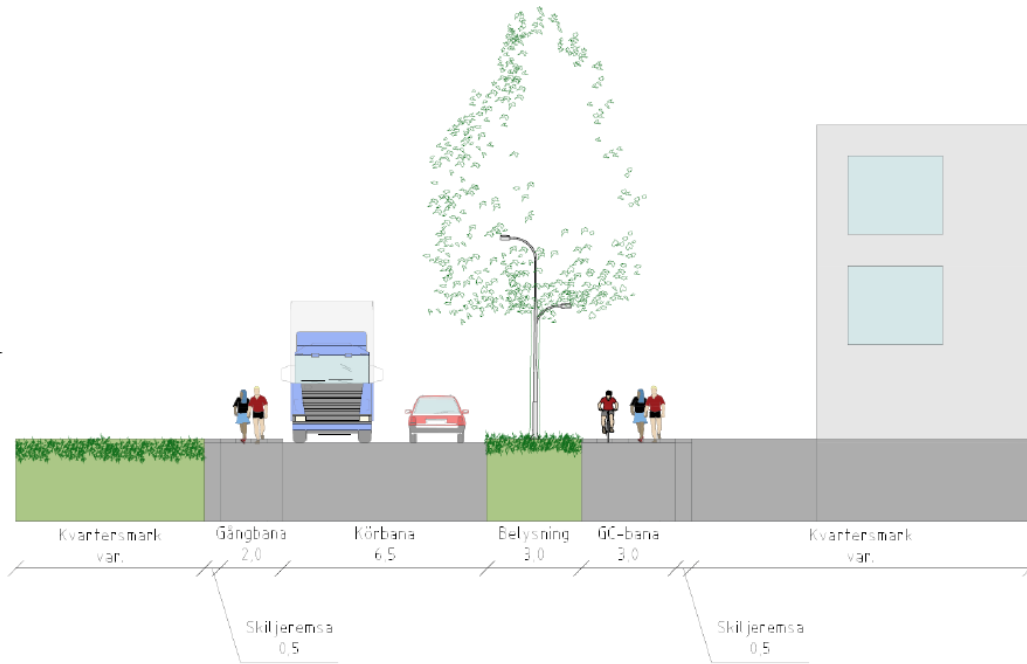 Kvartersmark
var.
Gångbana
2,0
Körbana
6,5
Belysning
3,0
GC-bana
3,0
Kvartersmark
var.
Skiljeremsa
0,5
Skiljeremsa
0,5